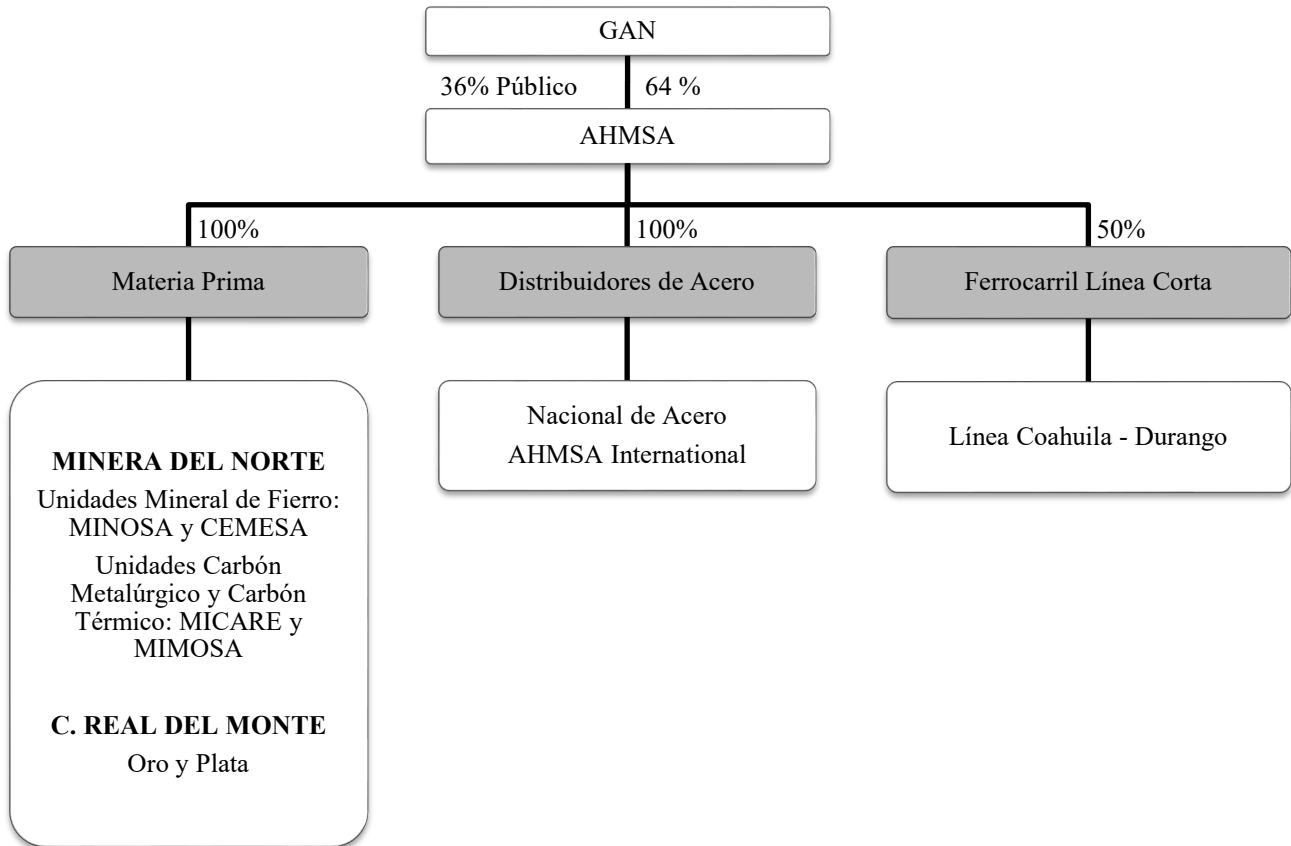 GAN
36% Público
64 %
AHMSA
100%
100%
50%
Materia Prima
Distribuidores de Acero
Ferrocarril Línea Corta
MINERA DEL NORTE
Unidades Mineral de Fierro:
MINOSA y CEMESA
Unidades Carbón
Metalúrgico y Carbón
Térmico: MICARE y
MIMOSA
C. REAL DEL MONTE
Oro y Plata
Nacional de Acero
AHMSA International
Línea Coahuila - Durango